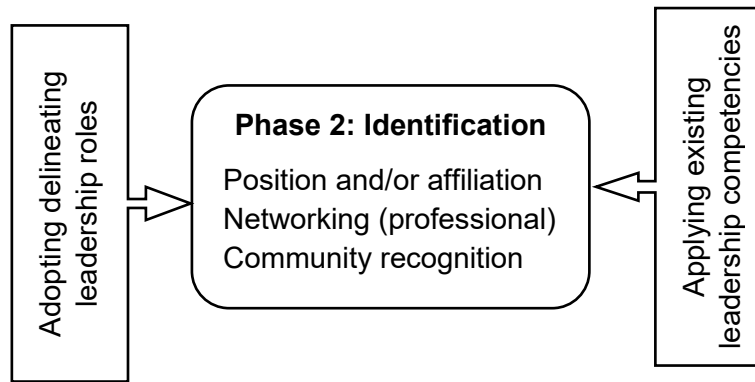 Adopting delineating
leadership roles
Phase 2: Identification
Position and/or affiliation
Networking (professional)
Community recognition
Applying existing
leadership competencies